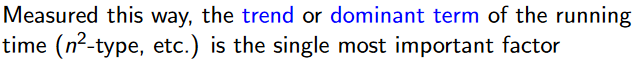 Measured this way, the trend or dominant term of the running
time (n²-type, etc.) is the single most important factor